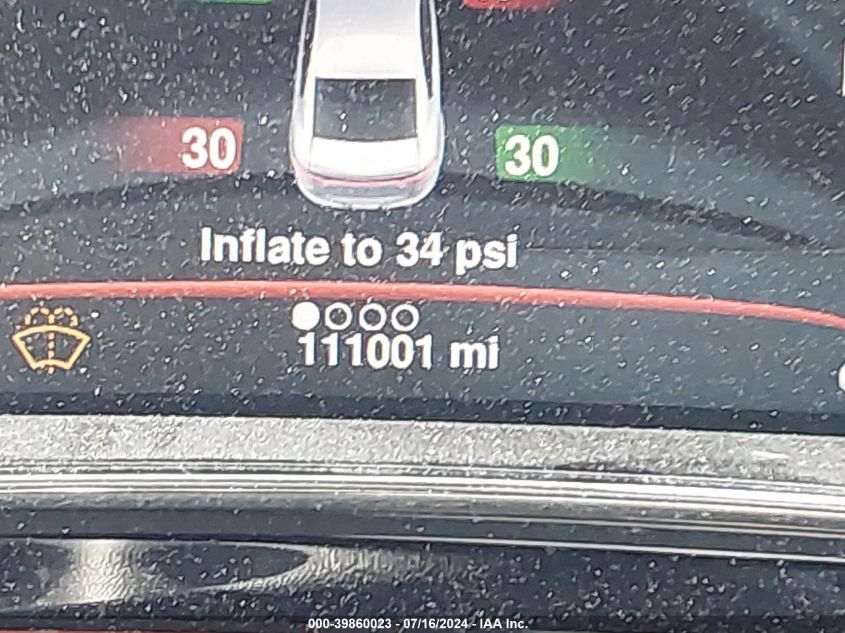 30 30
Inflate to 34 psi
111001 mi
000-39860023 - 07/16/2024 - IAA Inc.